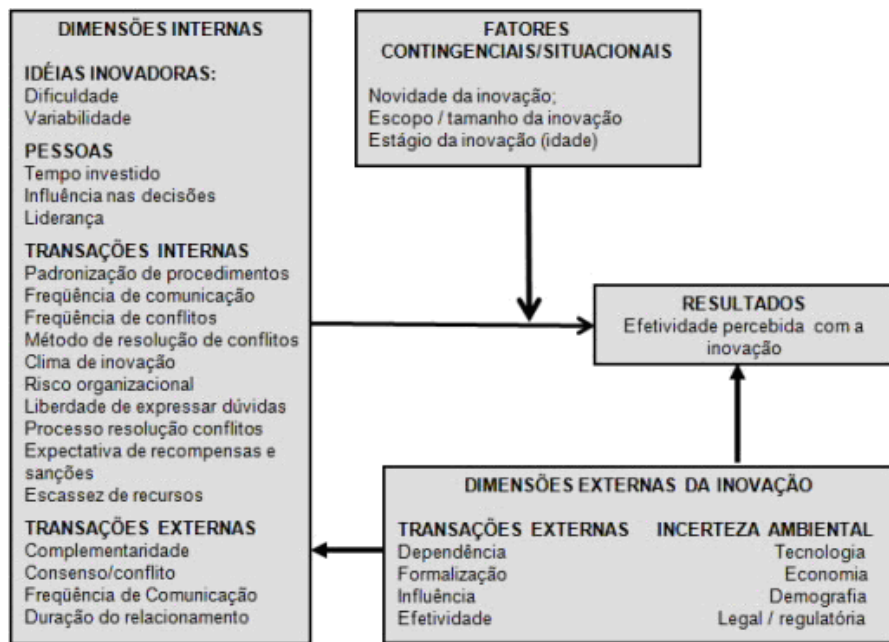 DIMENSÕES INTERNAS
IDÉIAS INOVADORAS:
Dificuldade
Variabilidade
PESSOAS
Tempo investido
Influência nas decisões
Liderança
TRANSAÇÕES INTERNAS
Padronização de procedimentos
Freqüência de comunicação
Freqüência de conflitos
Método de resolução de conflitos
Clima de inovação
Risco organizacional
Liberdade de expressar dúvidas
Processo resolução conflitos
Expectativa de recompensas e
sanções
Escassez de recursos
TRANSAÇÕES EXTERNAS
Complementaridade
Consenso/conflito
Freqüência de Comunicação
Duração do relacionamento
FATORES
CONTINGENCIAIS/SITUACIONAIS
Novidade da inovação;
Escopo / tamanho da inovação
Estágio da inovação (idade)
RESULTADOS
Efetividade percebida com a
inovação
DIMENSÕES EXTERNAS DA INOVAÇÃO
TRANSAÇÕES EXTERNAS INCERTEZA AMBIENTAL
Dependência Tecnologia
Formalização Economia
Influência Demografia
Efetividade Legal / regulatória